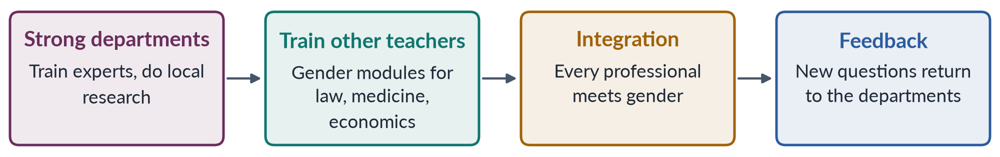 Strong departments
Train experts, do local
research
Train other teachers
Gender modules for
law, medicine,
economics
Integration
Every professional
meets gender
Feedback
New questions return
to the departments